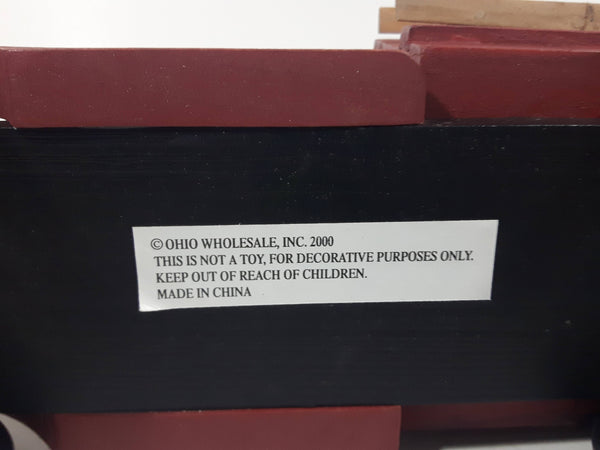 © OHIO WHOLESALE, INC. 2000
THIS IS NOT A TOY, FOR DECORATIVE PURPOSES ONLY.
KEEP OUT OF REACH OF CHILDREN.
MADE IN CHINA